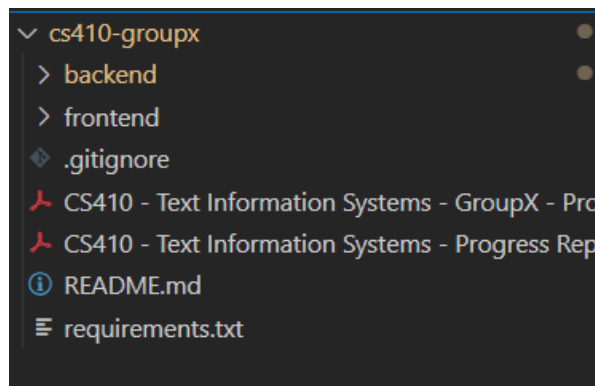 cs410-groupx
backend
frontend
.gitignore
CS410 - Text Information Systems - GroupX - Pro
CS410 - Text Information Systems - Progress Rep
README.md
requirements.txt